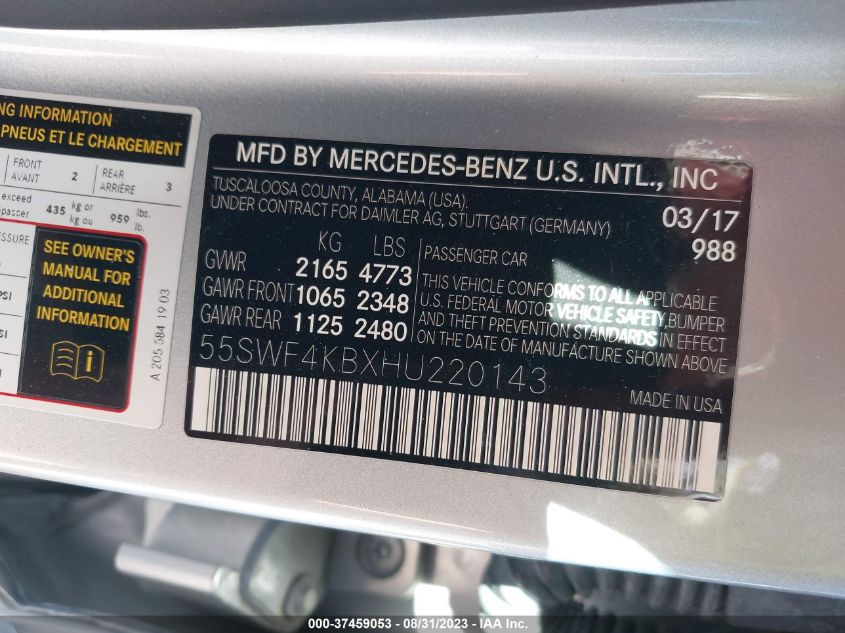 NG INFORMATION
PNEUS ET LE CHARGEMENT
FRONT AVANT 2 REAR ARRIÈRE 3
exceed 435 kg or kg ou 959 lbs. lb.
SEE OWNER'S
MANUAL FOR
ADDITIONAL
INFORMATION
A 205 584 19 03
MFD BY MERCEDES-BENZ U.S. INTL., INC
TUSCALOOSA COUNTY, ALABAMA (USA),
UNDER CONTRACT FOR DAIMLER AG, STUTTGART (GERMANY)
03/17
988
KG LBS
GVWR 2165 4773
GAWR FRONT 1065 2348
GAWR REAR 1125 2480
PASSENGER CAR
THIS VEHICLE CONFORMS TO ALL APPLICABLE
U.S. FEDERAL MOTOR VEHICLE SAFETY, BUMPER
AND THEFT PREVENTION STANDARDS IN EFFECT
ON THE DATE OF MANUFACTURE SHOWN ABOVE
55SWF4KBXHU220143
MADE IN USA
000-37459053 - 08/31/2023 - IAA Inc.